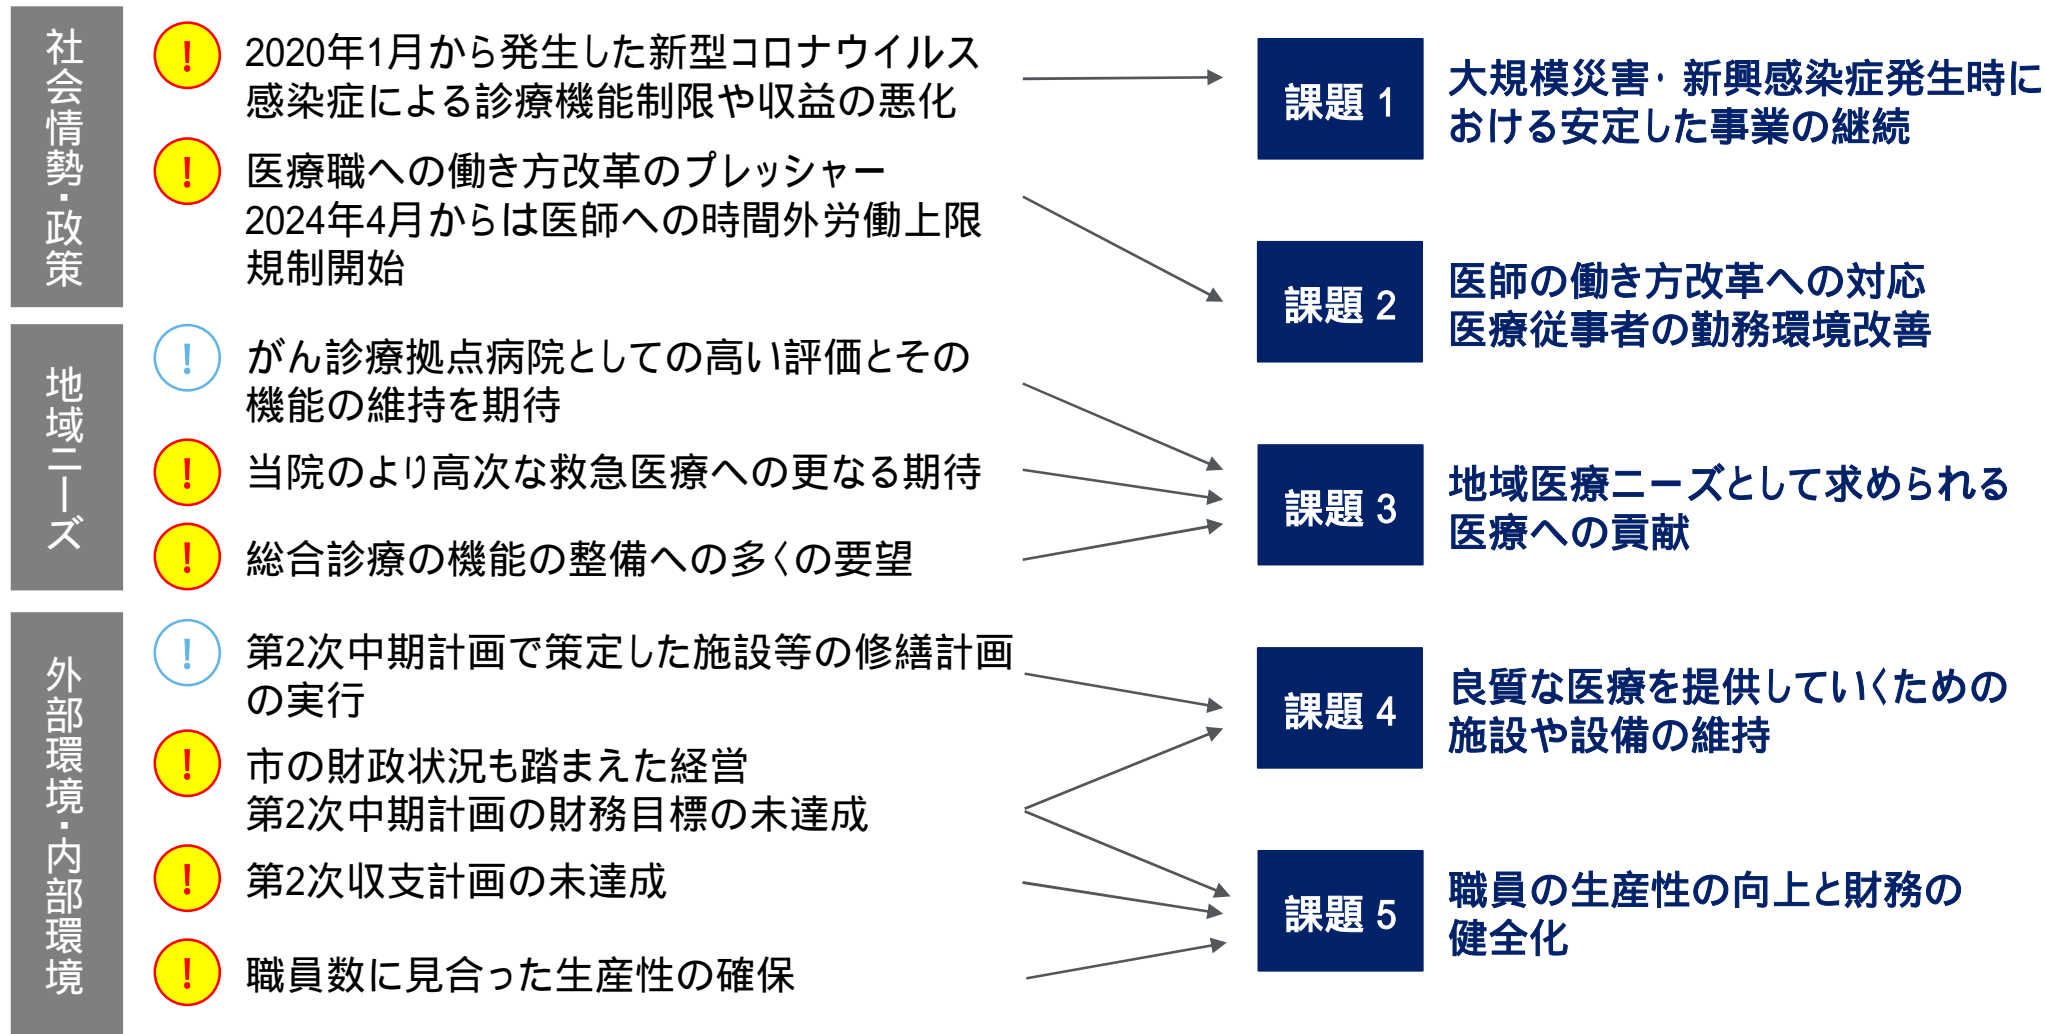 社会情勢・政策
!
2020年1月から発生した新型コロナウイルス
感染症による診療機能制限や収益の悪化
!
医療職への働き方改革のプレッシャー
2024年4月からは医師への時間外労働上限
規制開始
地域ニーズ
!
がん診療拠点病院としての高い評価とその
機能の維持を期待
!
当院のより高次な救急医療への更なる期待
!
総合診療の機能の整備への多くの要望
外部環境・内部環境
!
第2次中期計画で策定した施設等の修繕計画
の実行
!
市の財政状況も踏まえた経営
第2次中期計画の財務目標の未達成
!
第2次収支計画の未達成
!
職員数に見合った生産性の確保
課題 1
大規模災害・新興感染症発生時に
おける安定した事業の継続
課題 2
医師の働き方改革への対応
医療従事者の勤務環境改善
課題 3
地域医療ニーズとして求められる
医療への貢献
課題 4
良質な医療を提供していくための
施設や設備の維持
課題 5
職員の生産性の向上と財務の
健全化